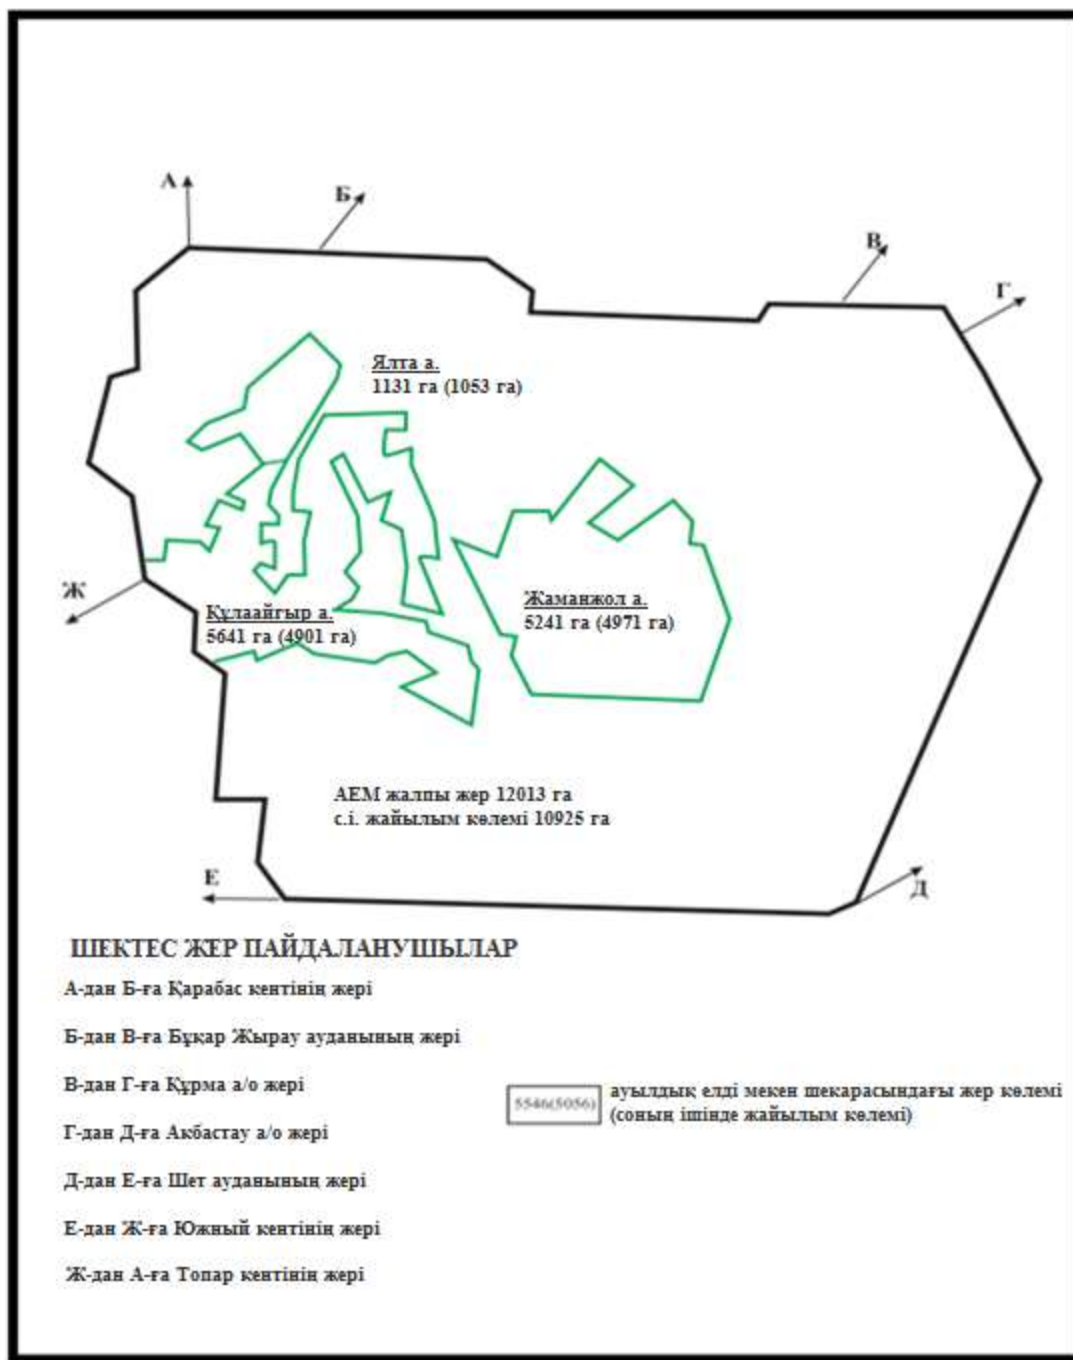 А
Б
В
Г
Ялта а.
1131 га (1053 га)
Ж
Құлаайгыр а.
5641 га (4901 га)
Жаманжол а.
5241 га (4971 га)
АЕМ жалпы жер 12013 га
с.і. жайылым көлемі 10925 га
Е
Д
ШЕКТЕС ЖЕР ПАЙДАЛАНУШЫЛАР
А-дан Б-ға Қарабас кентінің жері
Б-дан В-ға Бұқар Жырау ауданының жері
В-дан Г-ға Құрма а/о жері
Г-дан Д-ға Акбастау а/о жері
Д-дан Е-ға Шет ауданының жері
Е-дан Ж-ға Южный кентінің жері
Ж-дан А-ға Топар кентінің жері
5546(5056)
ауылдық елді мекен шекарасындағы жер көлемі
(соның ішінде жайылым көлемі)